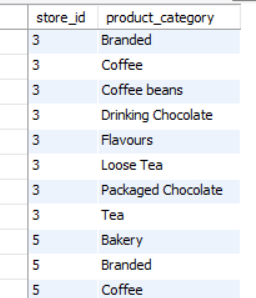 store_id product_category
3 Branded
3 Coffee
3 Coffee beans
3 Drinking Chocolate
3 Flavours
3 Loose Tea
3 Packaged Chocolate
3 Tea
5 Bakery
5 Branded
5 Coffee